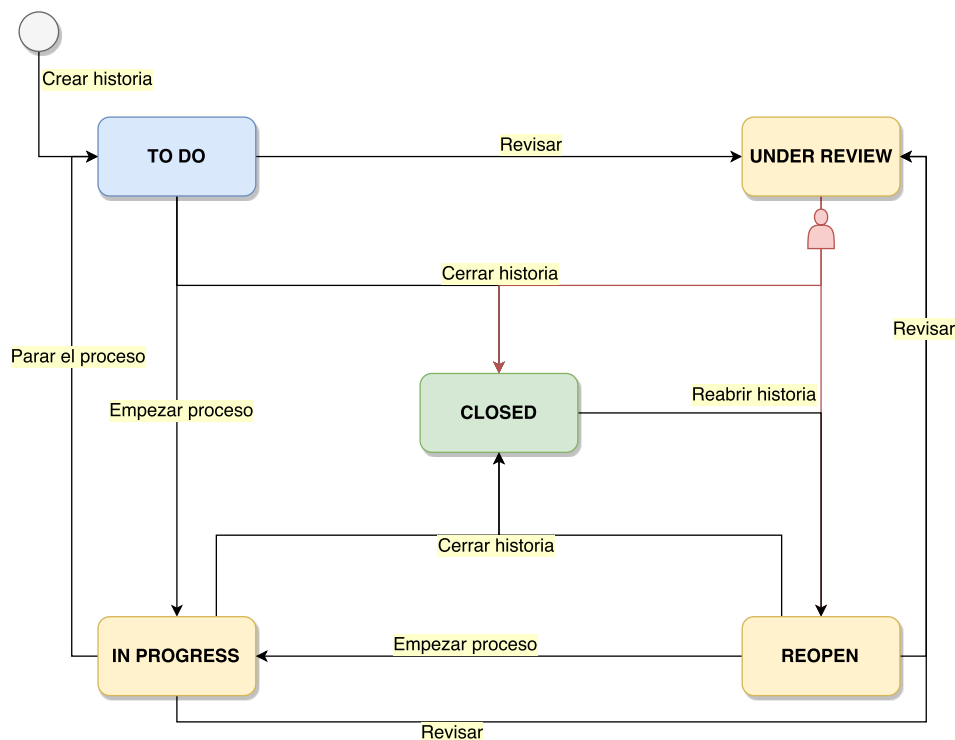 Crear historia
TO DO
Revisar
UNDER REVIEW
Cerrar historia
Revisar
Parar el proceso
Empezar proceso
Reabrir historia
CLOSED
Cerrar historia
IN PROGRESS
Empezar proceso
REOPEN
Revisar